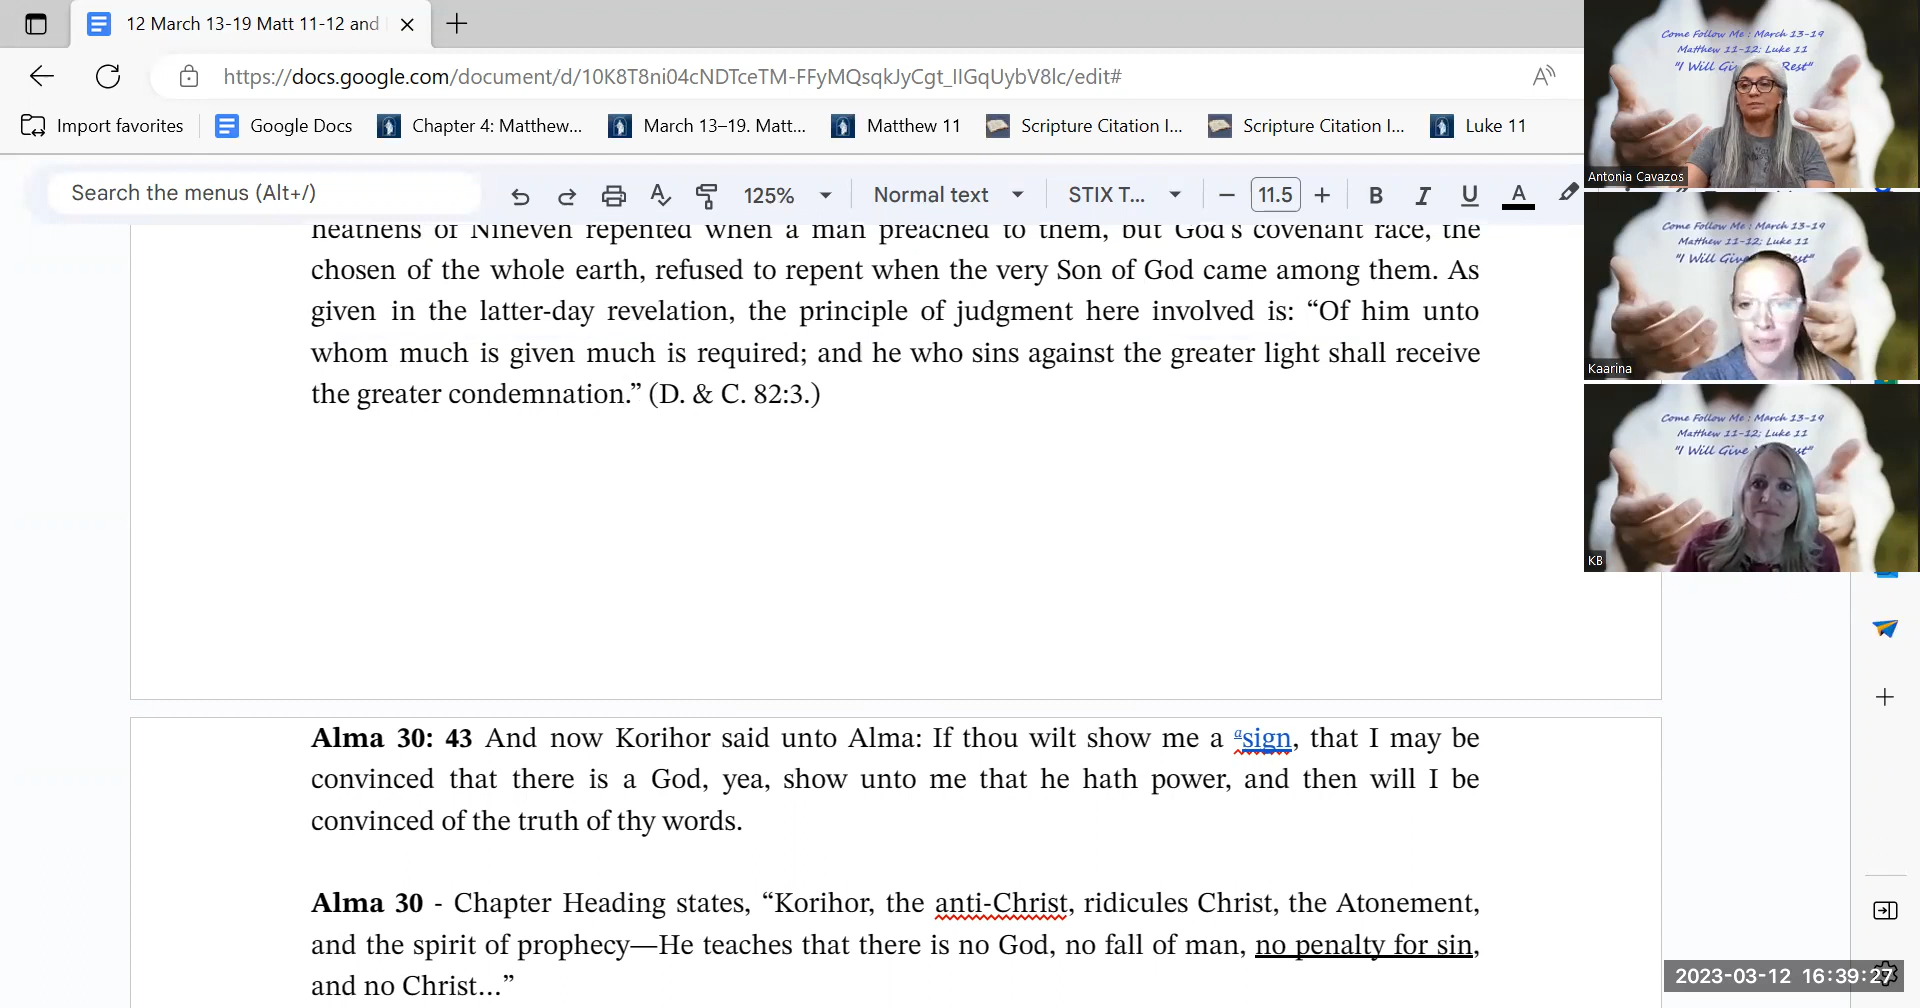 12 March 13-19 Matt 11-12 and
https://docs.google.com/document/d/10K8T8ni04cNDTceTM-FFyMQsqkJyCgt_IIGqUybV8lc/edit#
Import favorites
Google Docs
Chapter 4: Matthew...
March 13–19. Matt...
Matthew 11
Scripture Citation I...
Scripture Citation I...
Luke 11
Search the menus (Alt+/)
125%
Normal text
STIX T...
11.5
B I U A
heathens of Nineveh repented when a man preached to them, but God's covenant race, the
chosen of the whole earth, refused to repent when the very Son of God came among them. As
given in the latter-day revelation, the principle of judgment here involved is: “Of him unto
whom much is given much is required; and he who sins against the greater light shall receive
the greater condemnation.” (D. & C. 82:3.)
Alma 30: 43 And now Korihor said unto Alma: If thou wilt show me a asign, that I may be
convinced that there is a God, yea, show unto me that he hath power, and then will I be
convinced of the truth of thy words.
Alma 30 - Chapter Heading states, “Korihor, the anti-Christ, ridicules Christ, the Atonement,
and the spirit of prophecy—He teaches that there is no God, no fall of man, no penalty for sin,
and no Christ…”
Come Follow Me : March 13-19
Matthew 11-12; Luke 11
"I Will Rest"
Antonia Cavazos
Come Follow Me : March 13-19
Matthew 11-12; Luke 11
"I Will
Kaarina
Come Follow Me : March 13-19
Matthew 11-12; Luke 11
"I Will Give
KB
2023-03-12 16:39:27